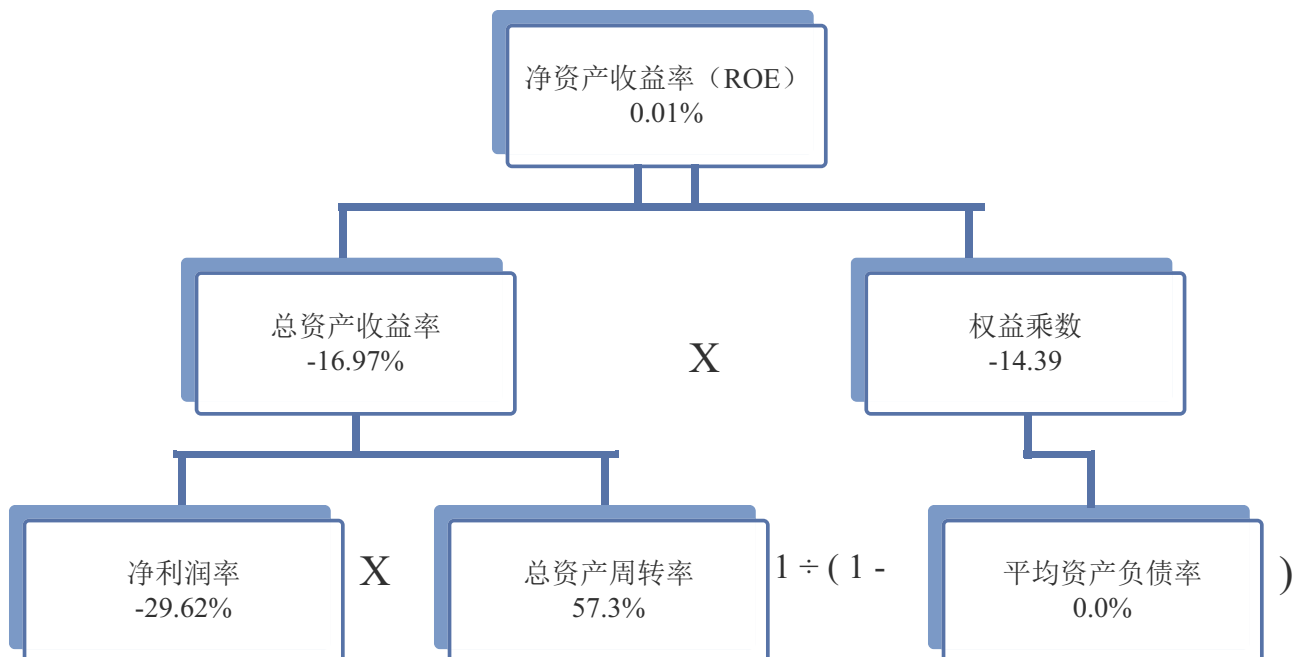 净资产收益率（ROE）
0.01%
总资产收益率
-16.97%
X
权益乘数
-14.39
净利润率
-29.62%
X
总资产周转率
57.3%
1 ÷ ( 1 -
平均资产负债率
0.0%
)